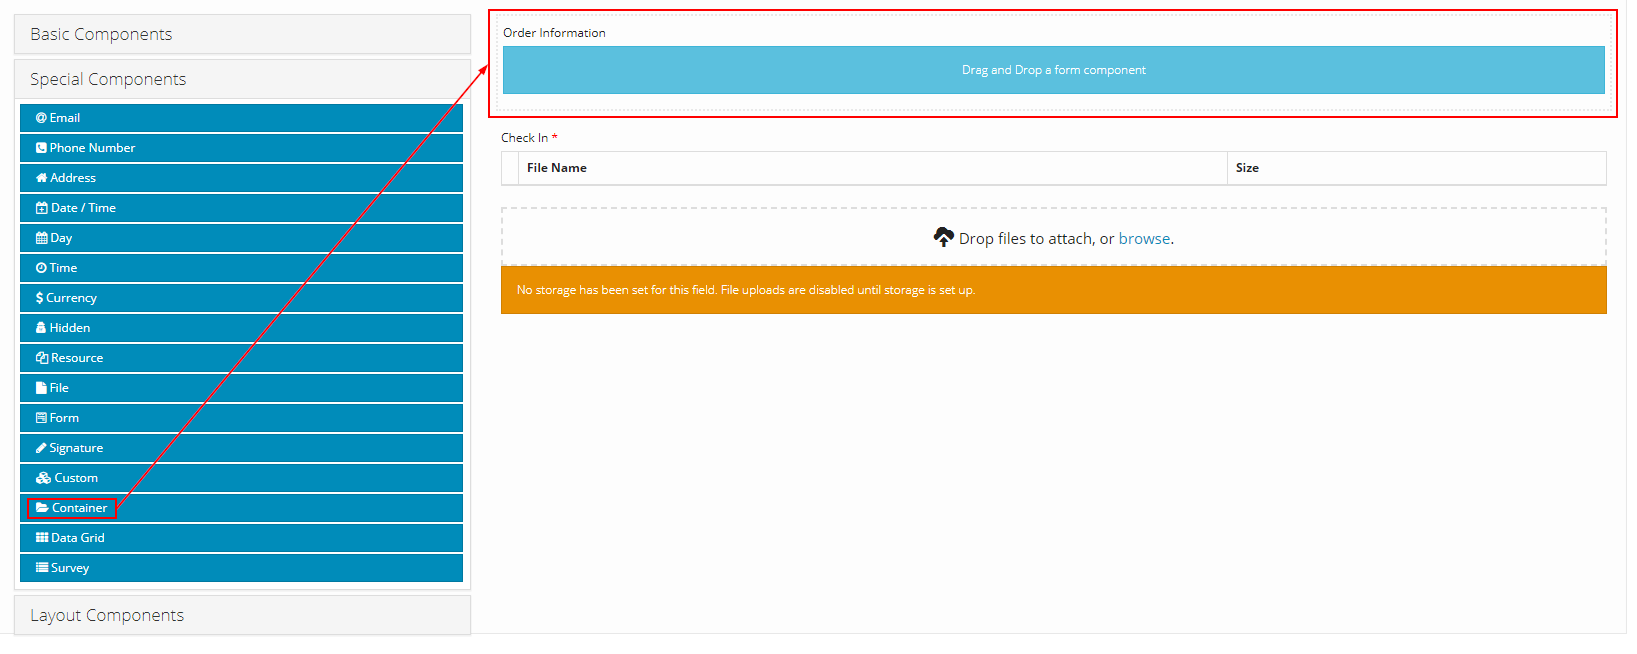 Basic Components
Special Components
Email
Phone Number
Address
Date / Time
Day
Time
$ Currency
Hidden
Resource
File
Form
Signature
Custom
Container
Data Grid
Survey
Layout Components
Order Information
Drag and Drop a form component
Check In *
File Name Size
Drop files to attach, or browse.
No storage has been set for this field. File uploads are disabled until storage is set up.